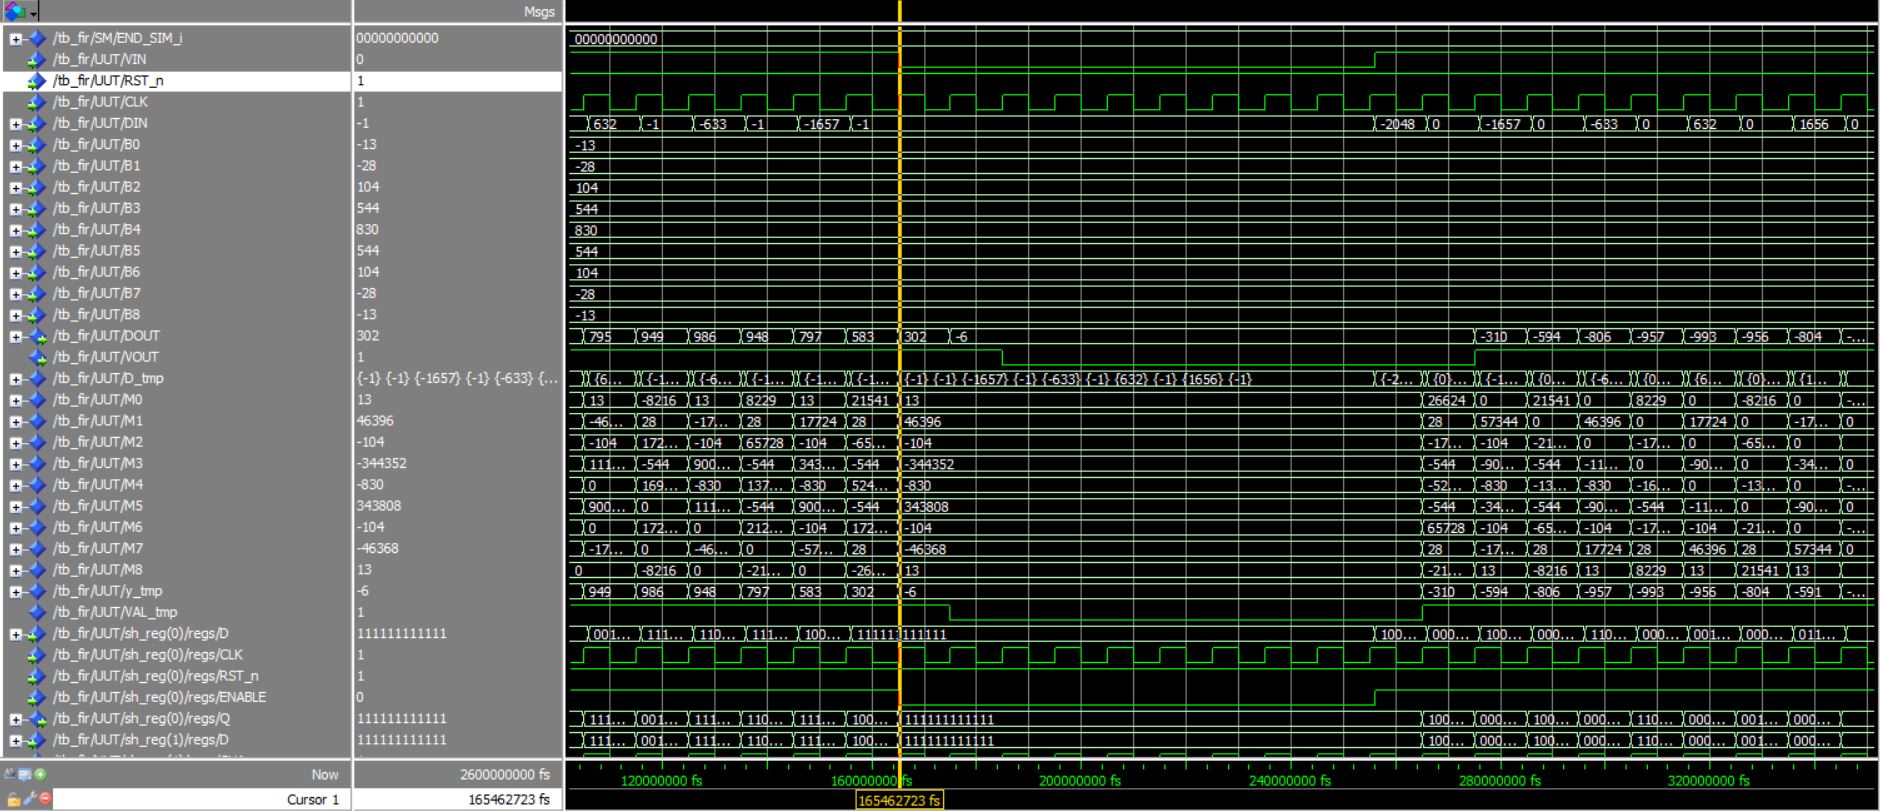 Msgs
/tb_fir/SM/END_SIM_i 00000000000 00000000000
/tb_fir/UUT/VIN 0
/tb_fir/UUT/RST_n 1
/tb_fir/UUT/CLK 1
/tb_fir/UUT/DIN -1 632 -1 -633 -1 -1657 -1 -2048 0 -1657 0 -633 0 632 0 1656 0
/tb_fir/UUT/B0 -13 -13
/tb_fir/UUT/B1 -28 -28
/tb_fir/UUT/B2 104 104
/tb_fir/UUT/B3 544 544
/tb_fir/UUT/B4 830 830
/tb_fir/UUT/B5 544 544
/tb_fir/UUT/B6 104 104
/tb_fir/UUT/B7 -28 -28
/tb_fir/UUT/B8 -13 -13
/tb_fir/UUT/DOUT 302 795 949 986 948 797 583 302 -6 -310 -594 -806 -957 -993 -956 -804 -...
/tb_fir/UUT/VOUT 1
/tb_fir/UUT/D_tmp {-1} {-1} {-1657} {-1} {-633} {... {6... {-1... {-6... {-1... {-1... {-1... {-1} {-1} {-1657} {-1} {-633} {-1} {632} {-1} {1656} {-1} {-2... {0}... {-1... {0... {-6... {0... {6... {0}... {1...
/tb_fir/UUT/M0 13 13 -8216 13 8229 13 21541 13 26624 0 21541 0 8229 0 -8216 0 -...
/tb_fir/UUT/M1 46396 -46... 28 -17... 28 17724 28 46396 28 57344 0 46396 0 17724 0 -17... 0
/tb_fir/UUT/M2 -104 -104 172... -104 65728 -104 -65... -104 -17... -104 -21... 0 -17... 0 -65... 0
/tb_fir/UUT/M3 -344352 111... -544 900... -544 343... -544 -344352 -544 -90... -544 -11... 0 -90... 0 -34... 0
/tb_fir/UUT/M4 -830 0 169... -830 137... -830 524... -830 -52... -830 -13... -830 -16... 0 -13... 0 -...
/tb_fir/UUT/M5 343808 900... 0 111... -544 900... -544 343808 -544 -34... -544 -90... -544 -11... 0 -90... 0
/tb_fir/UUT/M6 -104 0 172... 0 212... -104 172... -104 65728 -104 -65... -104 -17... -104 -21... 0 -...
/tb_fir/UUT/M7 -46368 -17... 0 -46... 0 -57... 28 -46368 28 -17... 28 17724 28 46396 28 57344 0
/tb_fir/UUT/M8 13 0 -8216 0 -21... 0 -26... 13 -21... 13 -8216 13 8229 13 21541 13
/tb_fir/UUT/y_tmp -6 949 986 948 797 583 302 -6 -310 -594 -806 -957 -993 -956 -804 -591 -...
/tb_fir/UUT/VAL_tmp 1
/tb_fir/UUT/sh_reg(0)/regs/D 111111111111 001... 111... 110... 111... 100... 111111111111 100... 000... 100... 000... 110... 000... 001... 000... 011...
/tb_fir/UUT/sh_reg(0)/regs/CLK 1
/tb_fir/UUT/sh_reg(0)/regs/RST_n 1
/tb_fir/UUT/sh_reg(0)/regs/ENABLE 0
/tb_fir/UUT/sh_reg(0)/regs/Q 111111111111 111... 001... 111... 110... 111... 100... 111111111111 100... 000... 100... 000... 110... 000... 001... 000...
/tb_fir/UUT/sh_reg(1)/regs/D 111111111111 111... 001... 111... 110... 111... 100... 111111111111 100... 000... 100... 000... 110... 000... 001... 000...
Now 2600000000 fs 120000000 fs 160000000 fs 200000000 fs 240000000 fs 280000000 fs 320000000 fs
Cursor 1 165462723 fs 165462723 fs